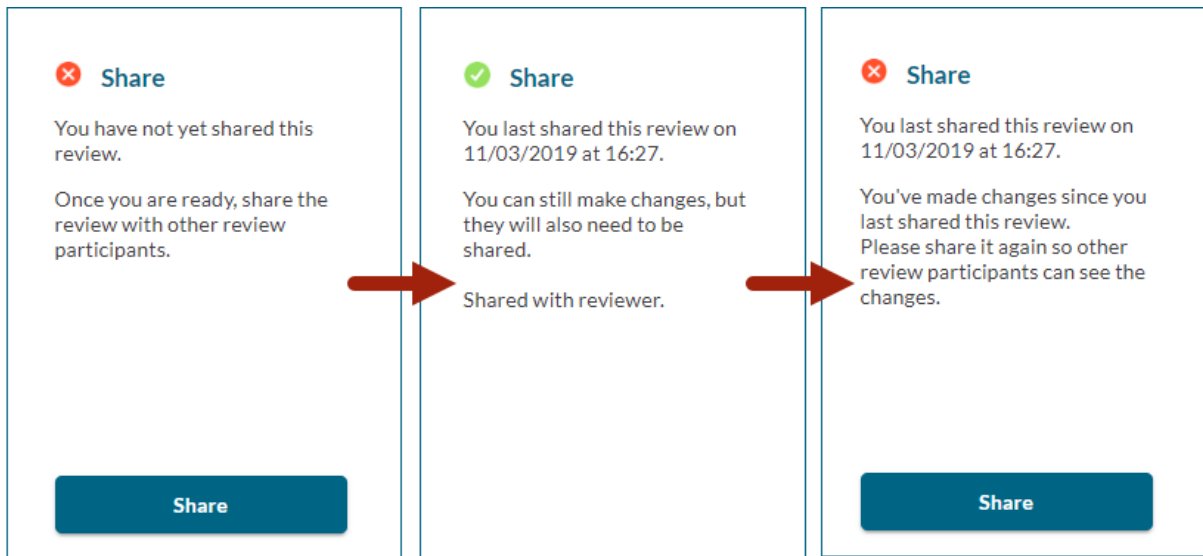 Share
You have not yet shared this
review.
Once you are ready, share the
review with other review
participants.
Share
Share
You last shared this review on
11/03/2019 at 16:27.
You can still make changes, but
they will also need to be
shared.
Shared with reviewer.
Share
You last shared this review on
11/03/2019 at 16:27.
You've made changes since you
last shared this review.
Please share it again so other
review participants can see the
changes.
Share